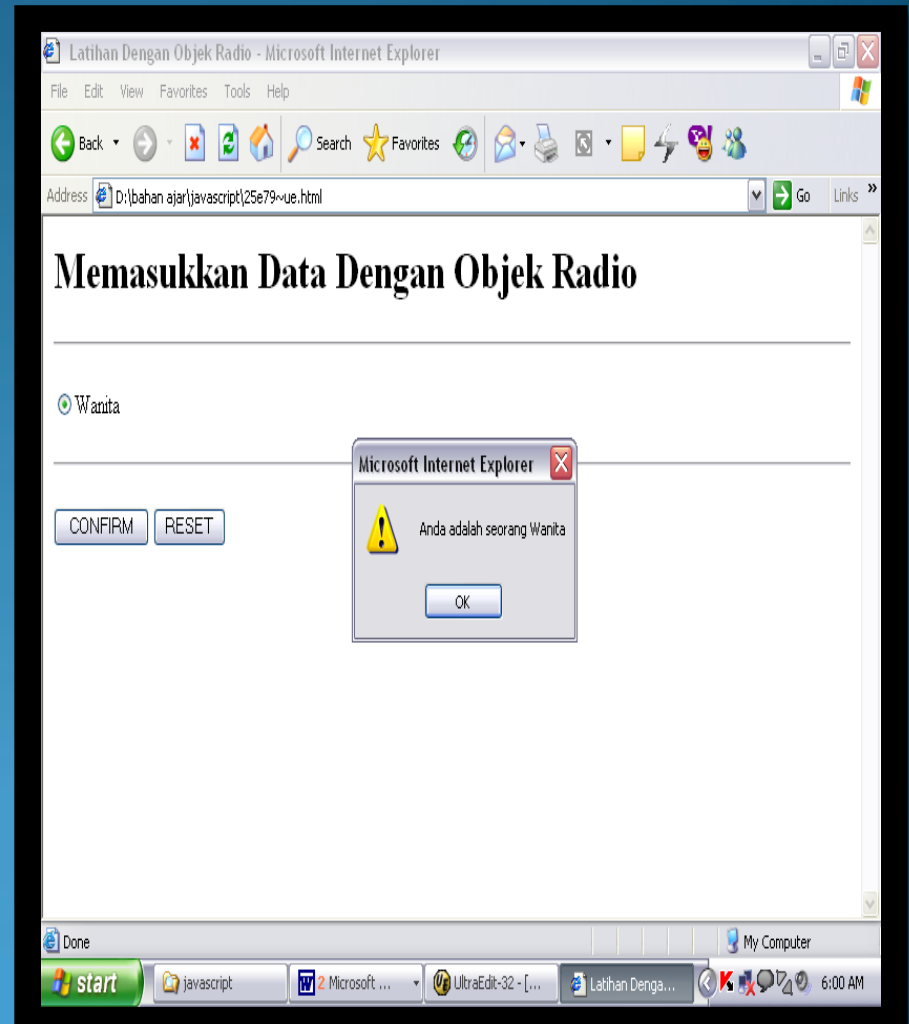 Latihan Dengan Objek Radio - Microsoft Internet Explorer
File Edit View Favorites Tools Help
Back Search Favorites
Address D:\bahan ajar\javascript\25e79~ue.html Go Links »
Memasukkan Data Dengan Objek Radio
Wanita
Microsoft Internet Explorer
Anda adalah seorang Wanita
OK
CONFIRM RESET
Done My Computer
start javascript 2 Microsoft ... UltraEdit-32 - [... Latihan Denga... 6:00 AM